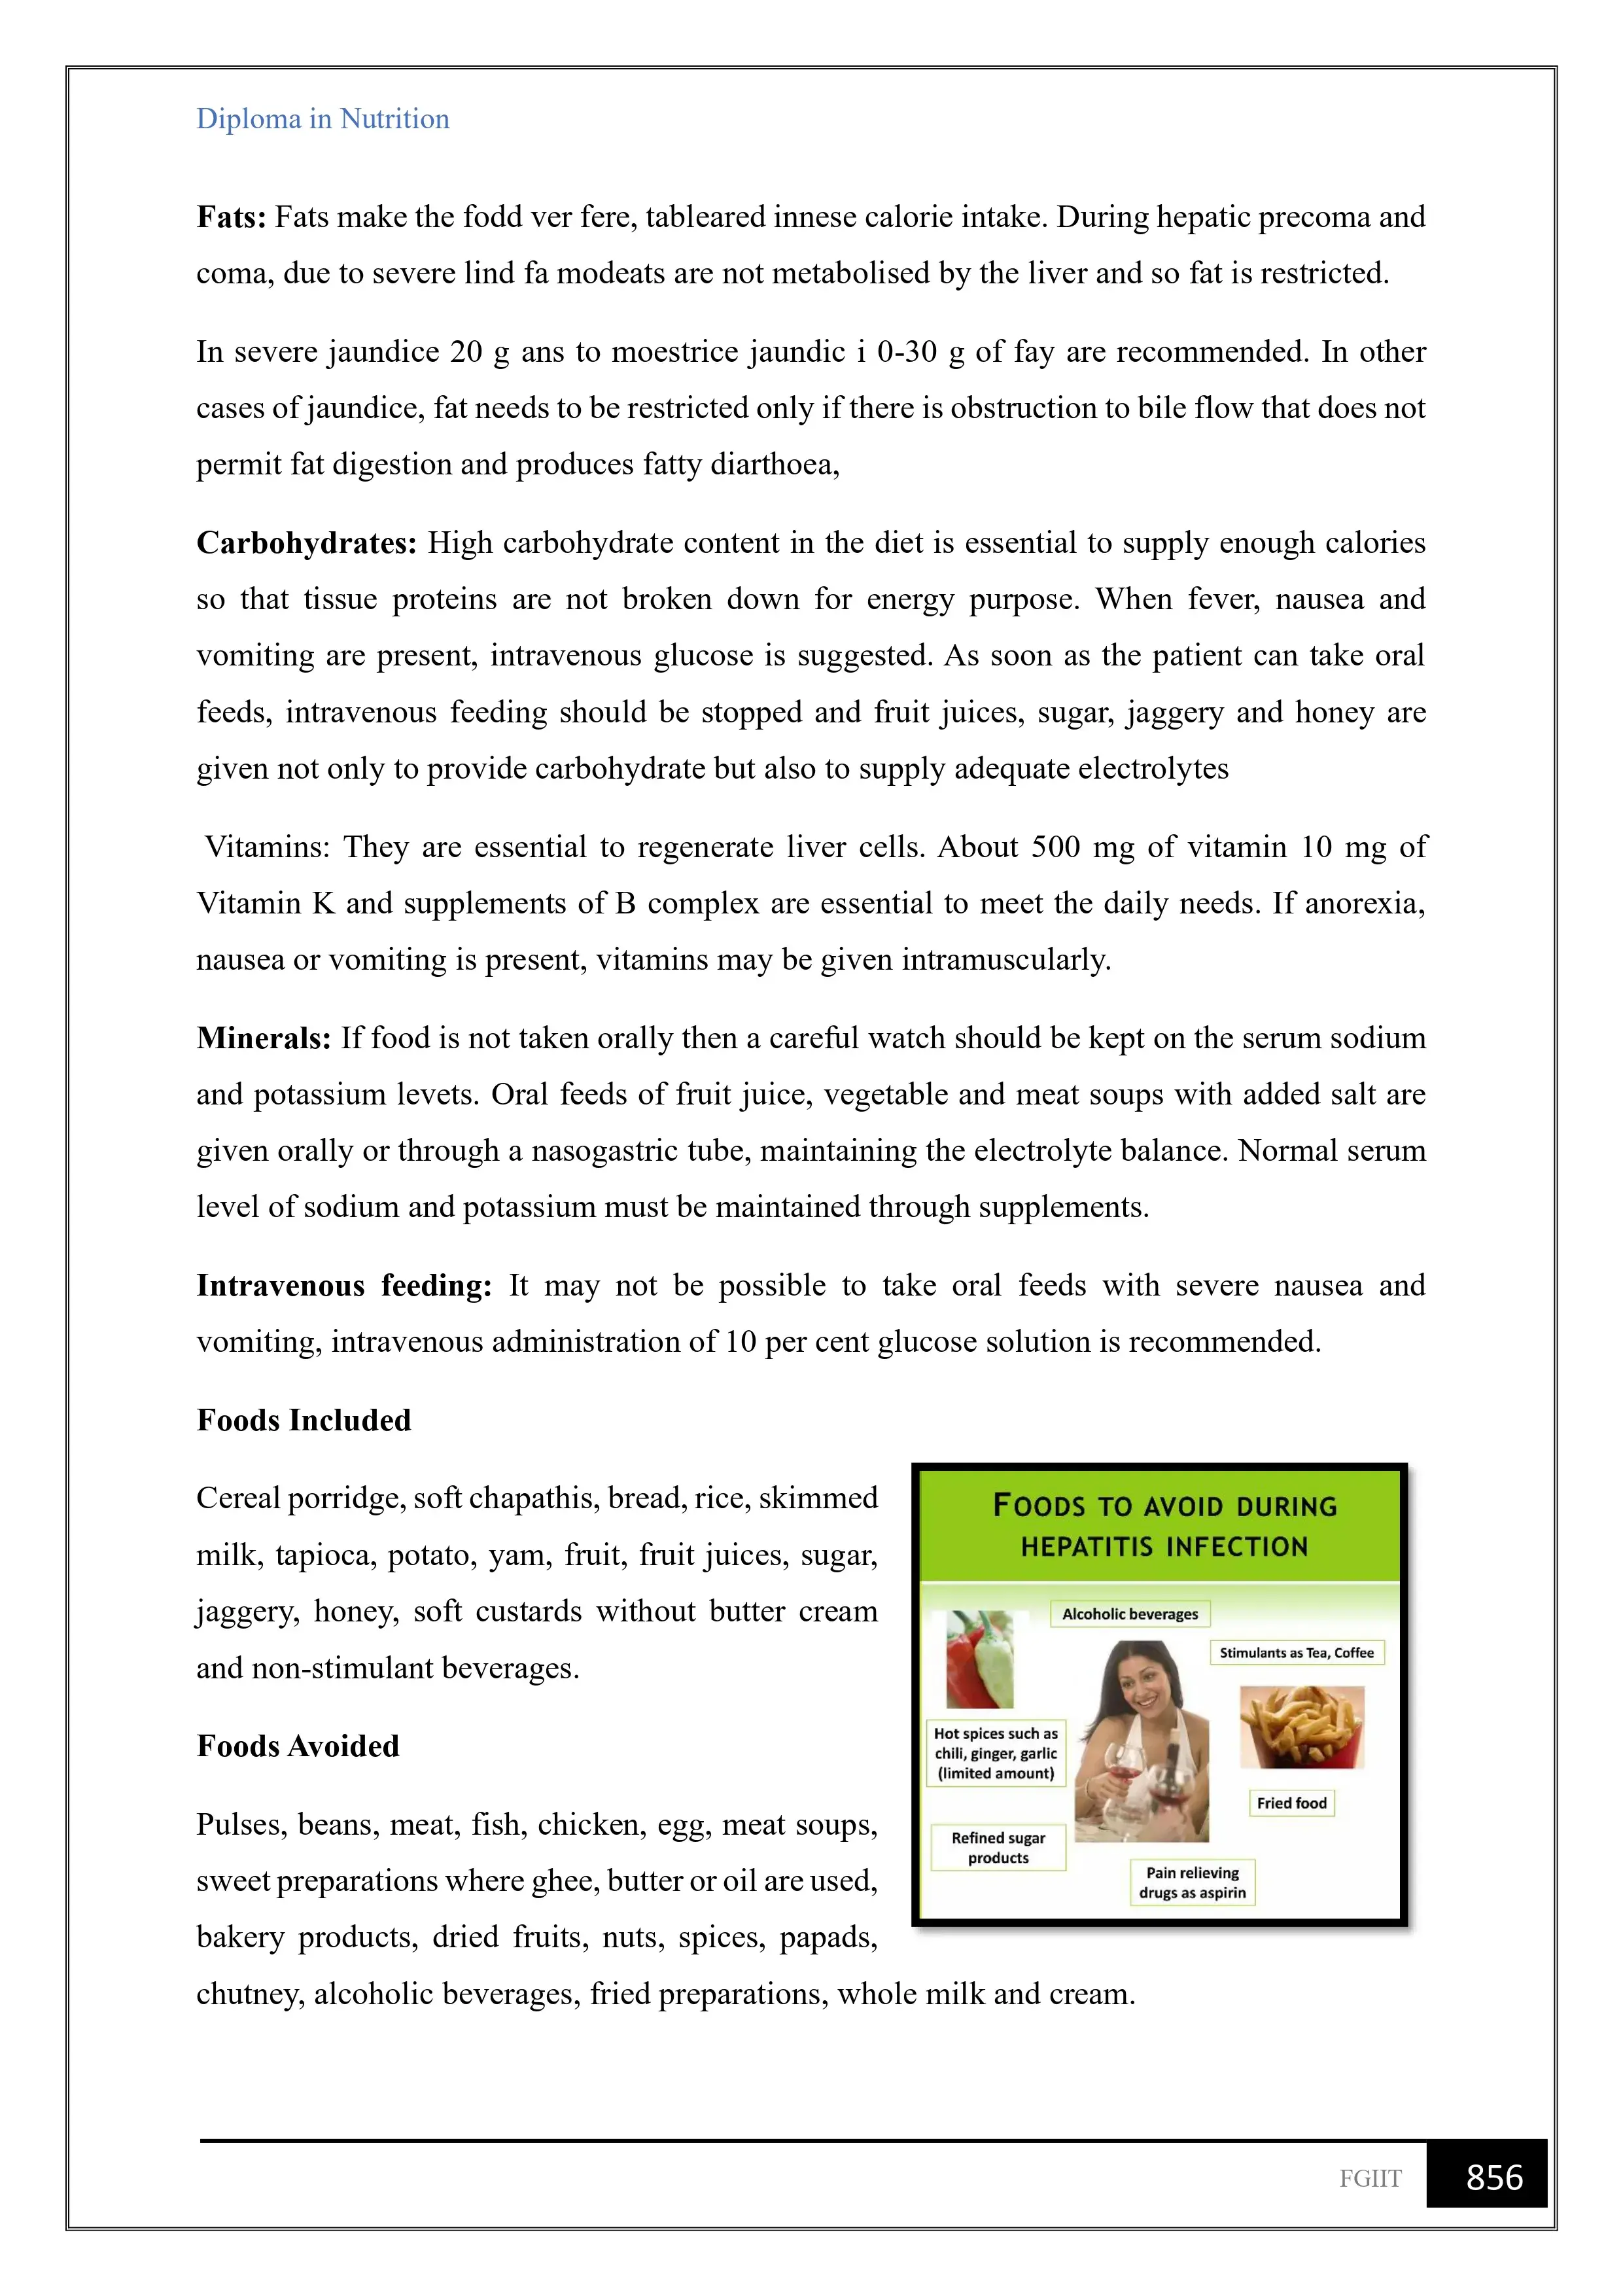 Diploma in Nutrition
Fats: Fats make the fodd ver fere, tableared innese calorie intake. During hepatic precoma and
coma, due to severe lind fa modeats are not metabolised by the liver and so fat is restricted.
In severe jaundice 20 g ans to moestrice jaundic i 0-30 g of fay are recommended. In other
cases of jaundice, fat needs to be restricted only if there is obstruction to bile flow that does not
permit fat digestion and produces fatty diarthoea,
Carbohydrates: High carbohydrate content in the diet is essential to supply enough calories
so that tissue proteins are not broken down for energy purpose. When fever, nausea and
vomiting are present, intravenous glucose is suggested. As soon as the patient can take oral
feeds, intravenous feeding should be stopped and fruit juices, sugar, jaggery and honey are
given not only to provide carbohydrate but also to supply adequate electrolytes
Vitamins: They are essential to regenerate liver cells. About 500 mg of vitamin 10 mg of
Vitamin K and supplements of B complex are essential to meet the daily needs. If anorexia,
nausea or vomiting is present, vitamins may be given intramuscularly.
Minerals: If food is not taken orally then a careful watch should be kept on the serum sodium
and potassium levets. Oral feeds of fruit juice, vegetable and meat soups with added salt are
given orally or through a nasogastric tube, maintaining the electrolyte balance. Normal serum
level of sodium and potassium must be maintained through supplements.
Intravenous feeding: It may not be possible to take oral feeds with severe nausea and
vomiting, intravenous administration of 10 per cent glucose solution is recommended.
Foods Included
Cereal porridge, soft chapathis, bread, rice, skimmed
milk, tapioca, potato, yam, fruit, fruit juices, sugar,
jaggery, honey, soft custards without butter cream
and non-stimulant beverages.
Foods Avoided
Pulses, beans, meat, fish, chicken, egg, meat soups,
sweet preparations where ghee, butter or oil are used,
bakery products, dried fruits, nuts, spices, papads,
chutney, alcoholic beverages, fried preparations, whole milk and cream.
FOODS TO AVOID DURING
HEPATITIS INFECTION
Alcoholic beverages
Stimulants as Tea, Coffee
Hot spices such as
chili, ginger, garlic
(limited amount)
Fried food
Refined sugar
products
Pain relieving
drugs as aspirin
FGIIT
856